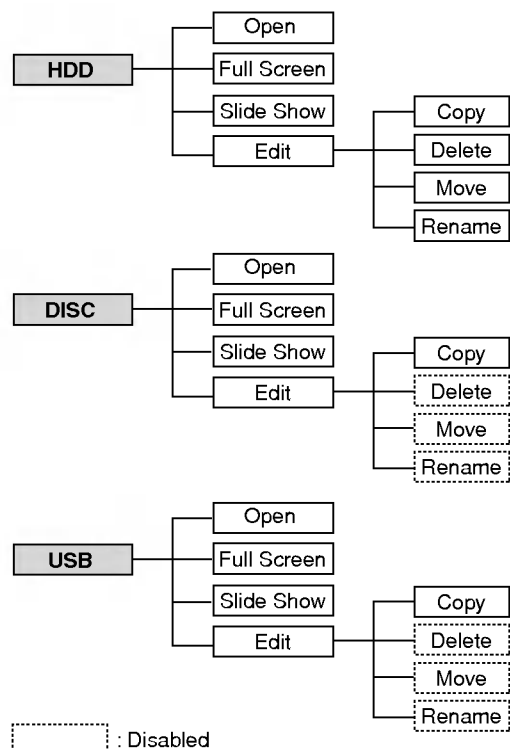 Open
HDD
Full Screen
Slide Show
Copy
Edit
Delete
Move
Rename
Open
DISC
Full Screen
Slide Show
Copy
Edit
Delete
Move
Rename
Open
USB
Full Screen
Slide Show
Copy
Edit
Delete
Move
Rename
: Disabled